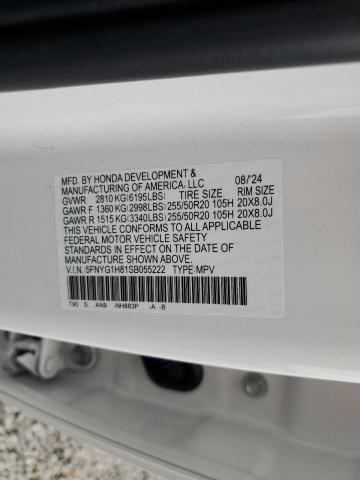 MFD. BY HONDA DEVELOPMENT & 08/'24
MANUFACTURING OF AMERICA, LLC
GVWR 2810 KG(6195LBS) TIRE SIZE RIM SIZE
GAWR F 1360 KG(2998LBS) 255/50R20 105H 20X8.0J
GAWR R 1515 KG(3340LBS) 255/50R20 105H 20X8.0J
THIS VEHICLE CONFORMS TO ALL APPLICABLE
FEDERAL MOTOR VEHICLE SAFETY
STANDARDS IN EFFECT ON THE DATE OF
MANUFACTURE SHOWN ABOVE.
V.I.N.:5FNYG1H81SB055222 TYPE:MPV
T90 S AN9 -NH883P -A -B